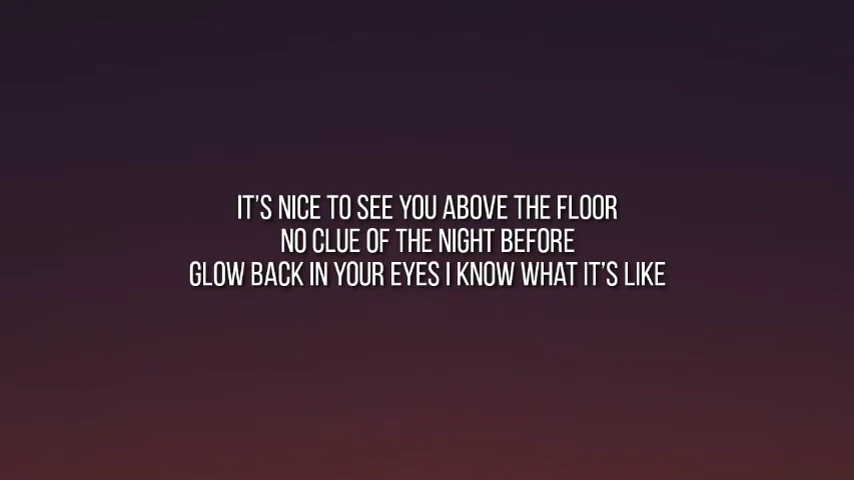 IT'S NICE TO SEE YOU ABOVE THE FLOOR
NO CLUE OF THE NIGHT BEFORE
GLOW BACK IN YOUR EYES I KNOW WHAT IT'S LIKE